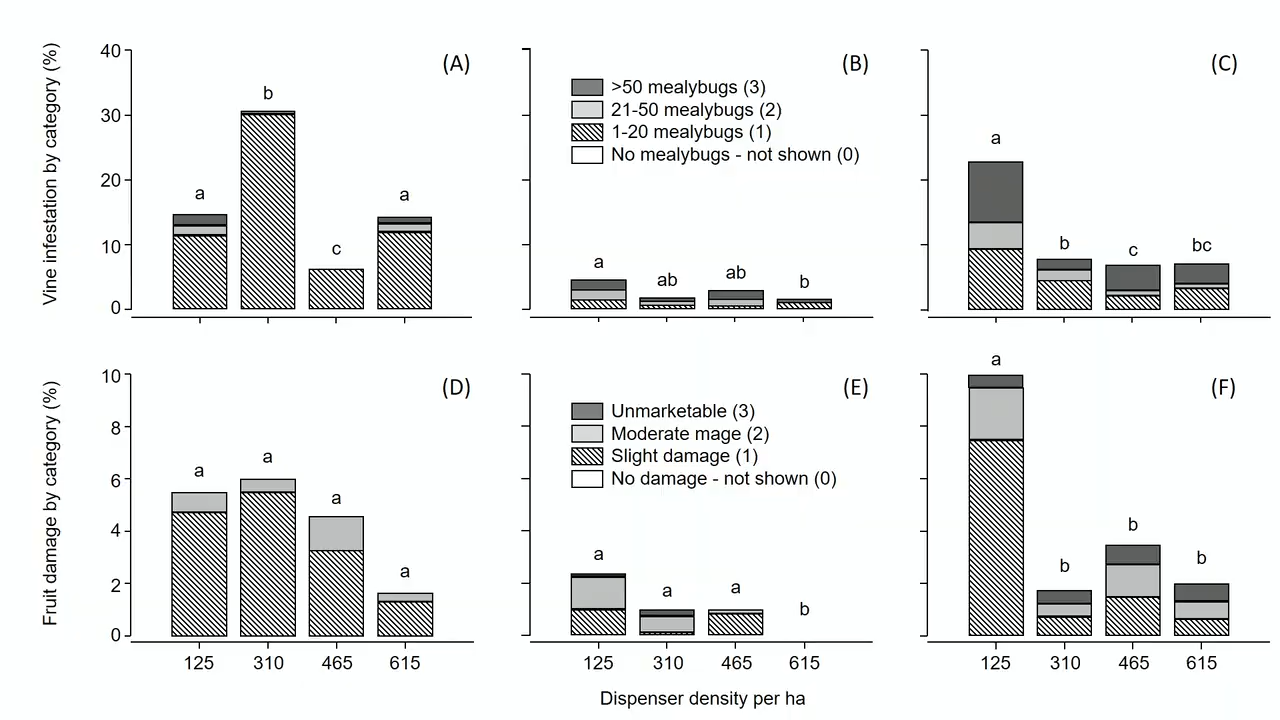 Vine infestation by category (%)
40
30
20
10
0
(A)
a
b
c
a
(B)
>50 mealybugs (3)
21-50 mealybugs (2)
1-20 mealybugs (1)
No mealybugs - not shown (0)
a
ab
ab
b
(C)
a
b
c
bc
Fruit damage by category (%)
10
8
6
4
2
0
(D)
a
a
a
a
125
310
465
615
(E)
Unmarketable (3)
Moderate mage (2)
Slight damage (1)
No damage - not shown (0)
a
a
a
b
125
310
465
615
(F)
a
b
b
b
125
310
465
615
Dispenser density per ha